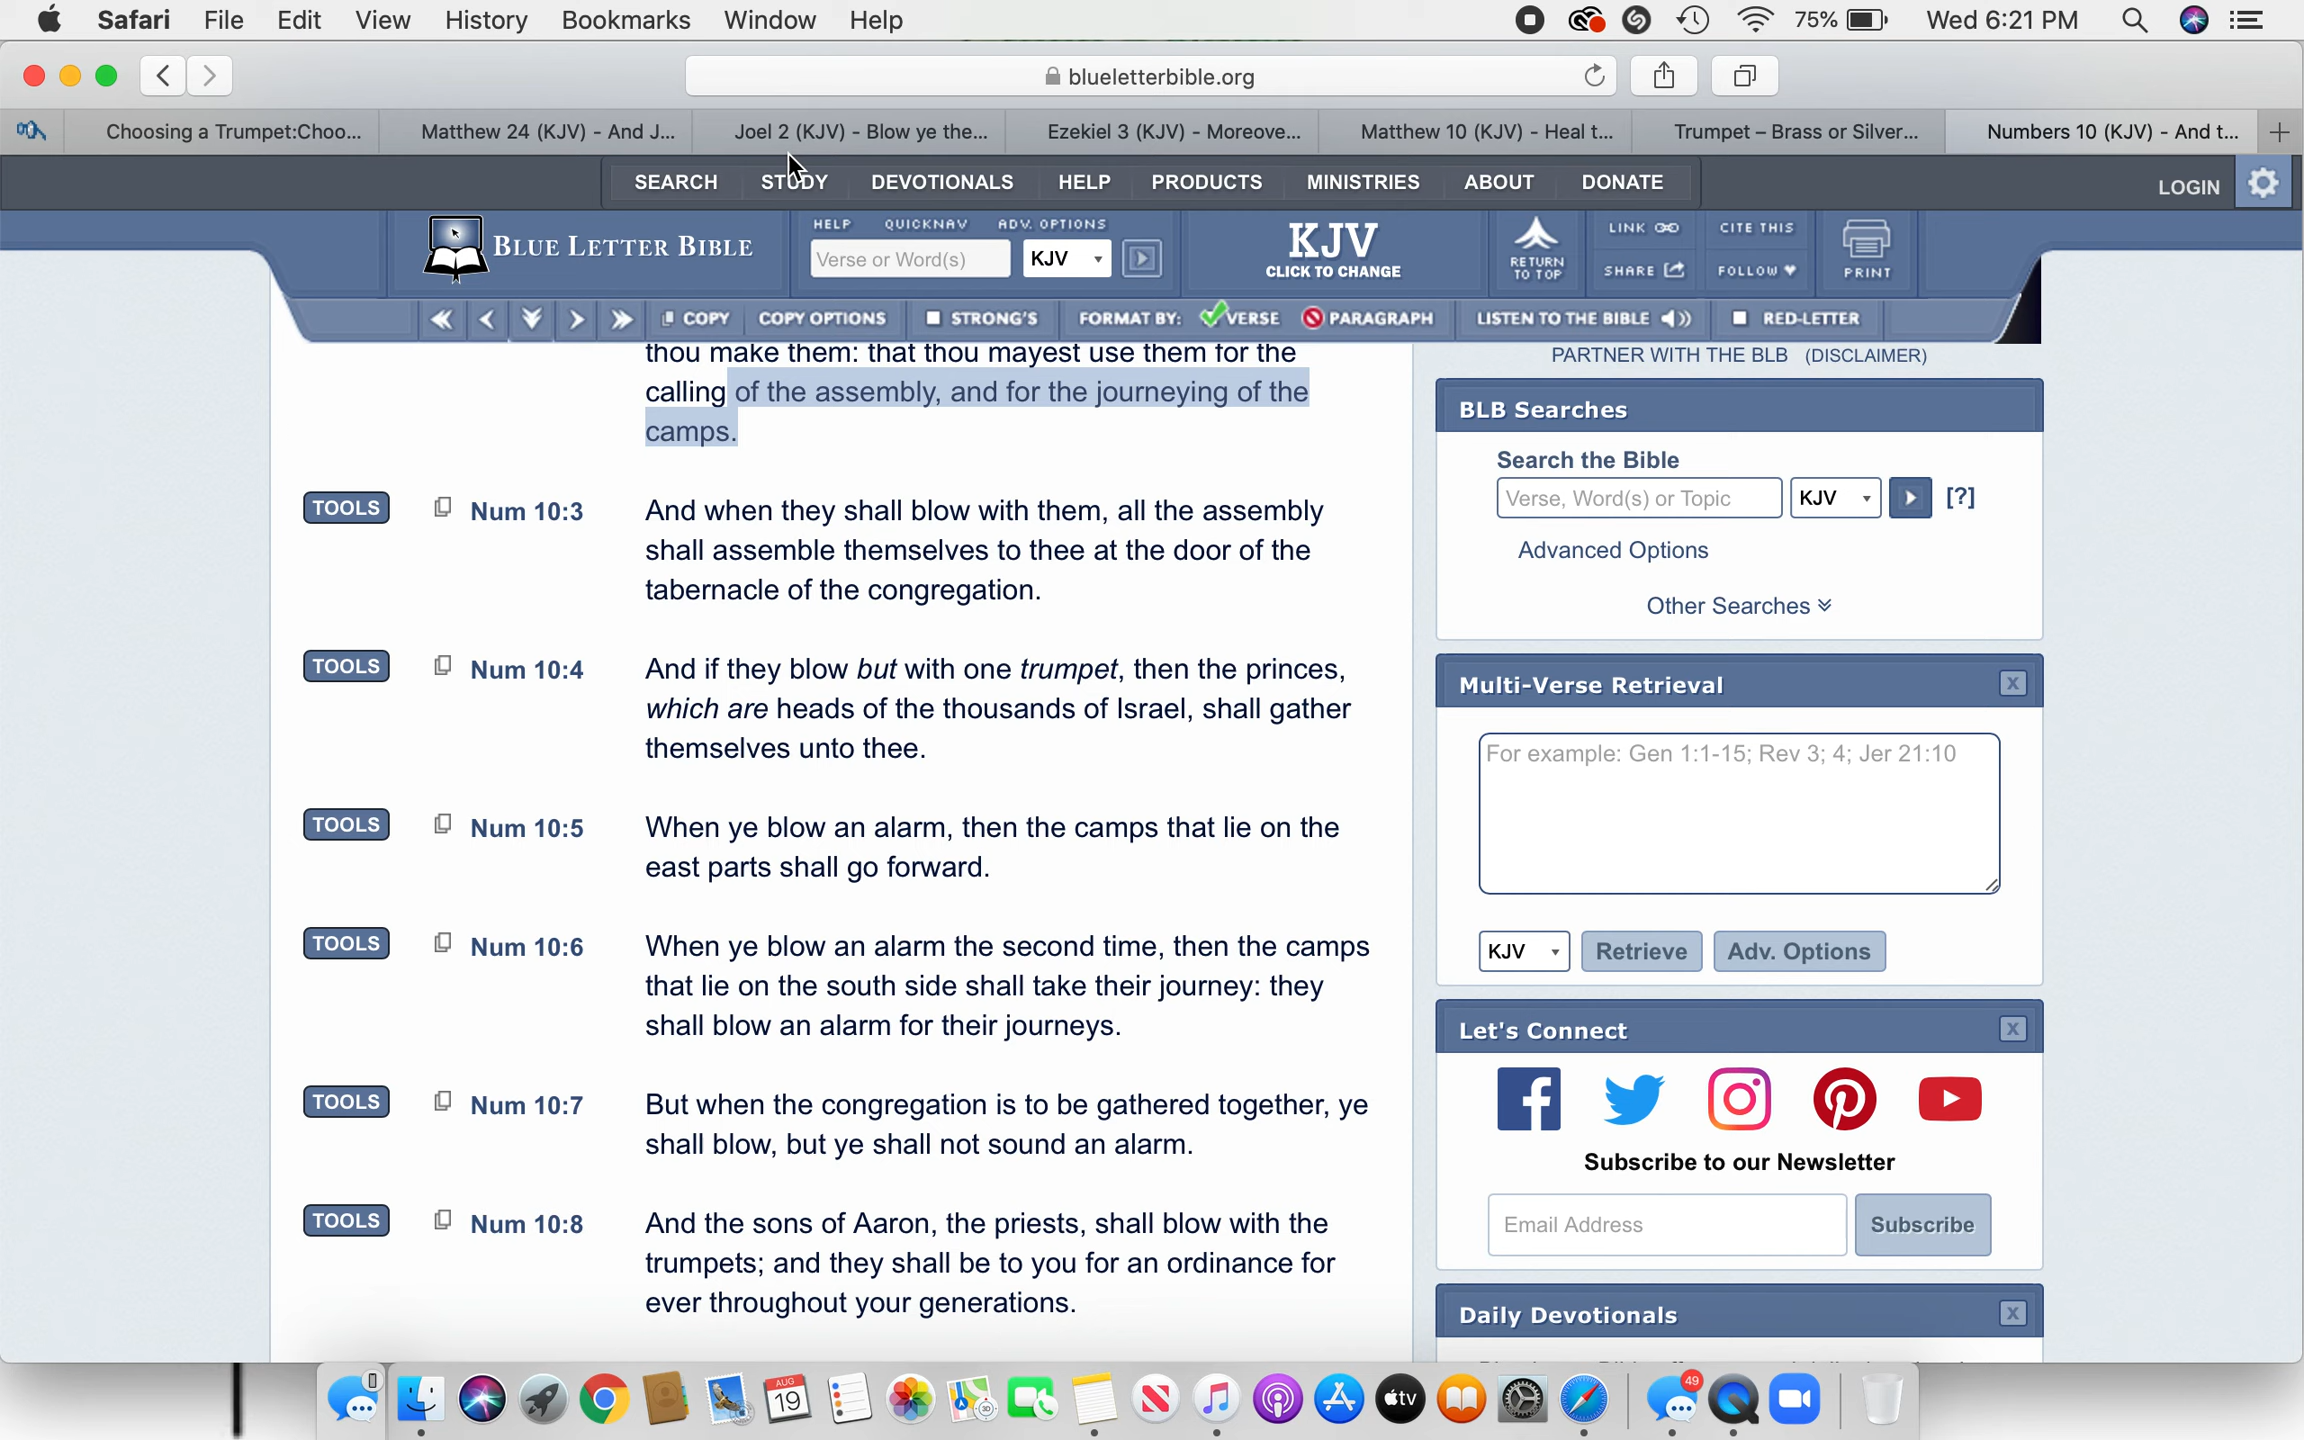 Safari File Edit View History Bookmarks Window Help 75% Wed 6:21 PM
blueletterbible.org
Choosing a Trumpet:Choo... Matthew 24 (KJV) - And J... Joel 2 (KJV) - Blow ye the... Ezekiel 3 (KJV) - Moreove... Matthew 10 (KJV) - Heal t... Trumpet – Brass or Silver... Numbers 10 (KJV) - And t...
SEARCH STUDY DEVOTIONALS HELP PRODUCTS MINISTRIES ABOUT DONATE LOGIN
HELP QUICKNAV ADV. OPTIONS
BLUE LETTER BIBLE
Verse or Word(s) KJV
KJV
CLICK TO CHANGE
RETURN
TO TOP
LINK CITE THIS
SHARE FOLLOW
PRINT
COPY COPY OPTIONS STRONG'S FORMAT BY: VERSE PARAGRAPH LISTEN TO THE BIBLE RED-LETTER
thou make them: that thou mayest use them for the
calling of the assembly, and for the journeying of the
camps.
TOOLS Num 10:3 And when they shall blow with them, all the assembly
shall assemble themselves to thee at the door of the
tabernacle of the congregation.
TOOLS Num 10:4 And if they blow but with one trumpet, then the princes,
which are heads of the thousands of Israel, shall gather
themselves unto thee.
TOOLS Num 10:5 When ye blow an alarm, then the camps that lie on the
east parts shall go forward.
TOOLS Num 10:6 When ye blow an alarm the second time, then the camps
that lie on the south side shall take their journey: they
shall blow an alarm for their journeys.
TOOLS Num 10:7 But when the congregation is to be gathered together, ye
shall blow, but ye shall not sound an alarm.
TOOLS Num 10:8 And the sons of Aaron, the priests, shall blow with the
trumpets; and they shall be to you for an ordinance for
ever throughout your generations.
PARTNER WITH THE BLB (DISCLAIMER)
BLB Searches
Search the Bible
Verse, Word(s) or Topic KJV [?]
Advanced Options
Other Searches
Multi-Verse Retrieval X
For example: Gen 1:1-15; Rev 3; 4; Jer 21:10
KJV Retrieve Adv. Options
Let's Connect X
Subscribe to our Newsletter
Email Address Subscribe
Daily Devotionals X
AUG
19
3D
tv
49